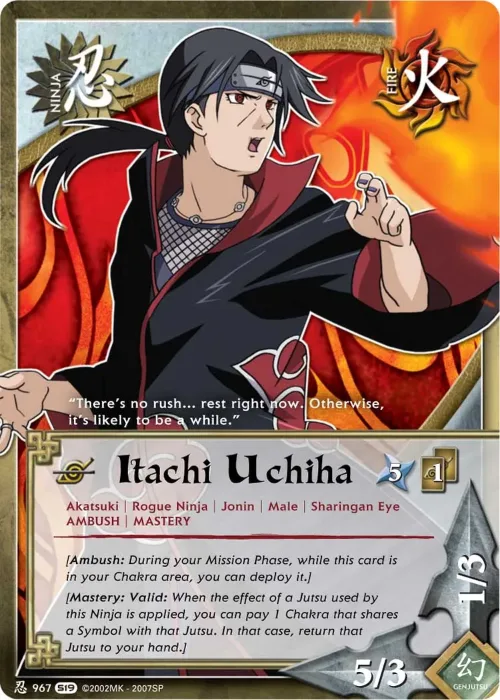 NINJA
忍
FIRE
火
“There's no rush... rest right now. Otherwise,
it's likely to be a while.”
Itachi Uchiha
5
1
Akatsuki | Rogue Ninja | Jonin | Male | Sharingan Eye
AMBUSH | MASTERY
[Ambush: During your Mission Phase, while this card is
in your Chakra area, you can deploy it.]
[Mastery: Valid: When the effect of a Jutsu used by
this Ninja is applied, you can pay 1 Chakra that shares
a Symbol with that Jutsu. In that case, return that
Jutsu to your hand.]
1/3
5/3
幻
GENJUTSU
忍 967 S19 ©2002MK - 2007SP